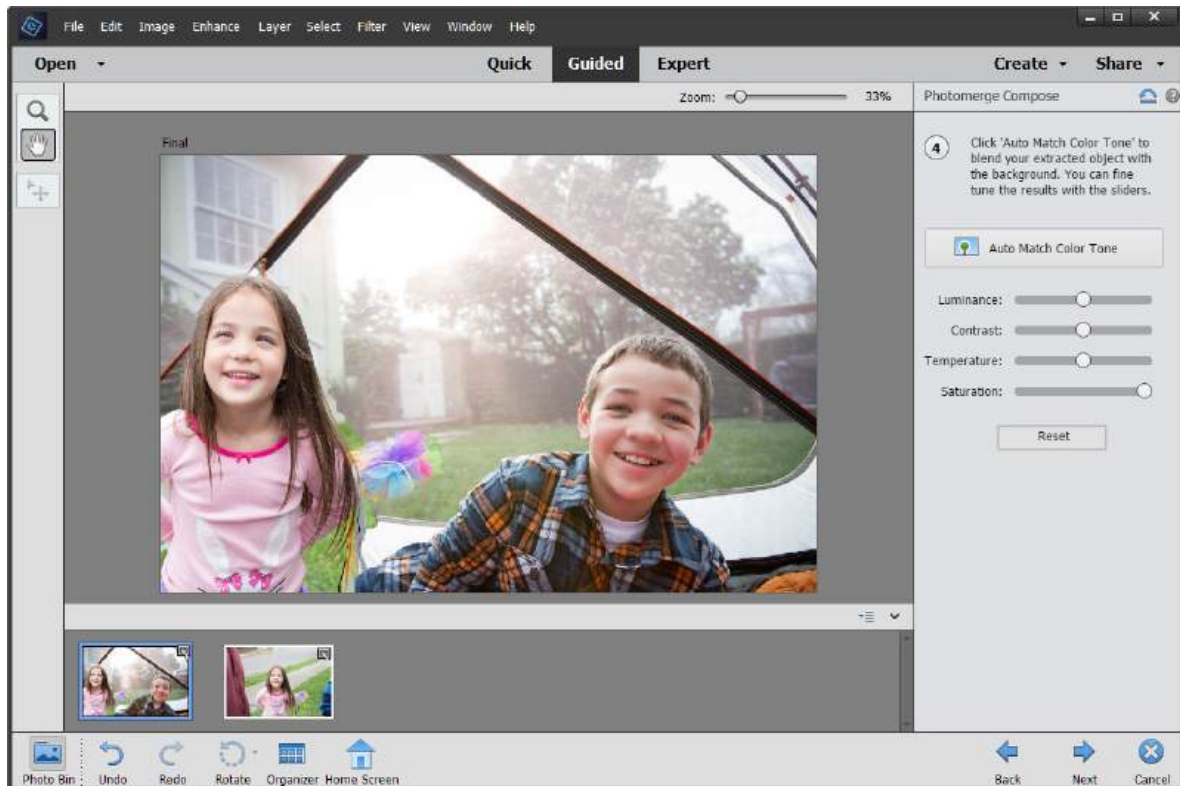 File Edit Image Enhance Layer Select Filter View Window Help
Open Quick Guided Expert Create Share
Zoom: 33% Photomerge Compose
Final
4 Click 'Auto Match Color Tone' to
blend your extracted object with
the background. You can fine
tune the results with the sliders.
Auto Match Color Tone
Luminance:
Contrast:
Temperature:
Saturation:
Reset
Photo Bin Undo Redo Rotate Organizer Home Screen Back Next Cancel